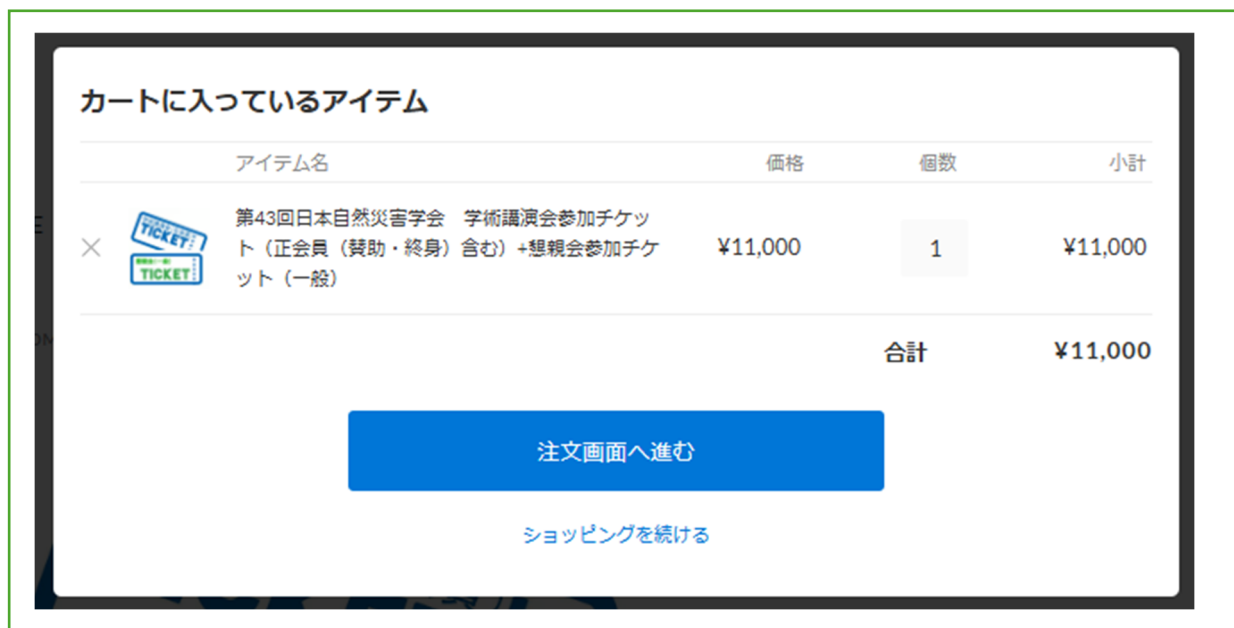 カートに入っているアイテム
アイテム名 価格 個数 小計
第43回日本自然災害学会　学術講演会参加チケッ
ト（正会員（賛助・終身）含む）+懇親会参加チケ
ット（一般）
¥11,000 1 ¥11,000
TICKET
TICKET
合計 ¥11,000
注文画面へ進む
ショッピングを続ける